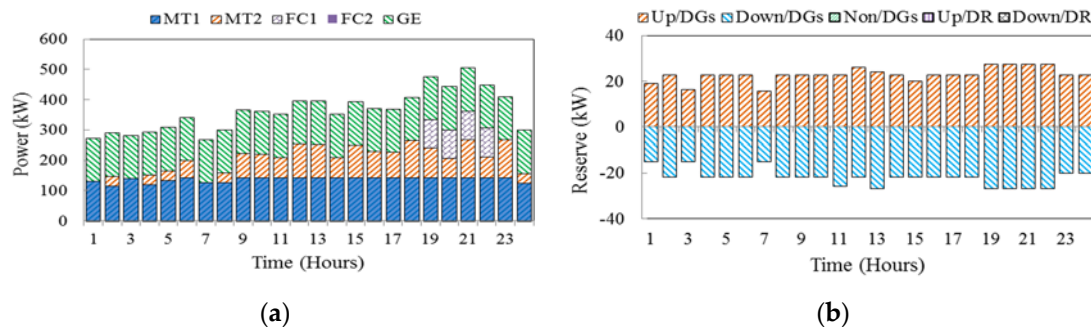 MT1 MT2 FC1 FC2 GE
600
500
400
300
200
100
0
Power (kW)
1 3 5 7 9 11 13 15 17 19 21 23
Time (Hours)
(a)
Up/DGs Down/DGs Non/DGs Up/DR Down/DR
40
20
0
-20
-40
Reserve (kW)
1 3 5 7 9 11 13 15 17 19 21 23
Time (Hours)
(b)